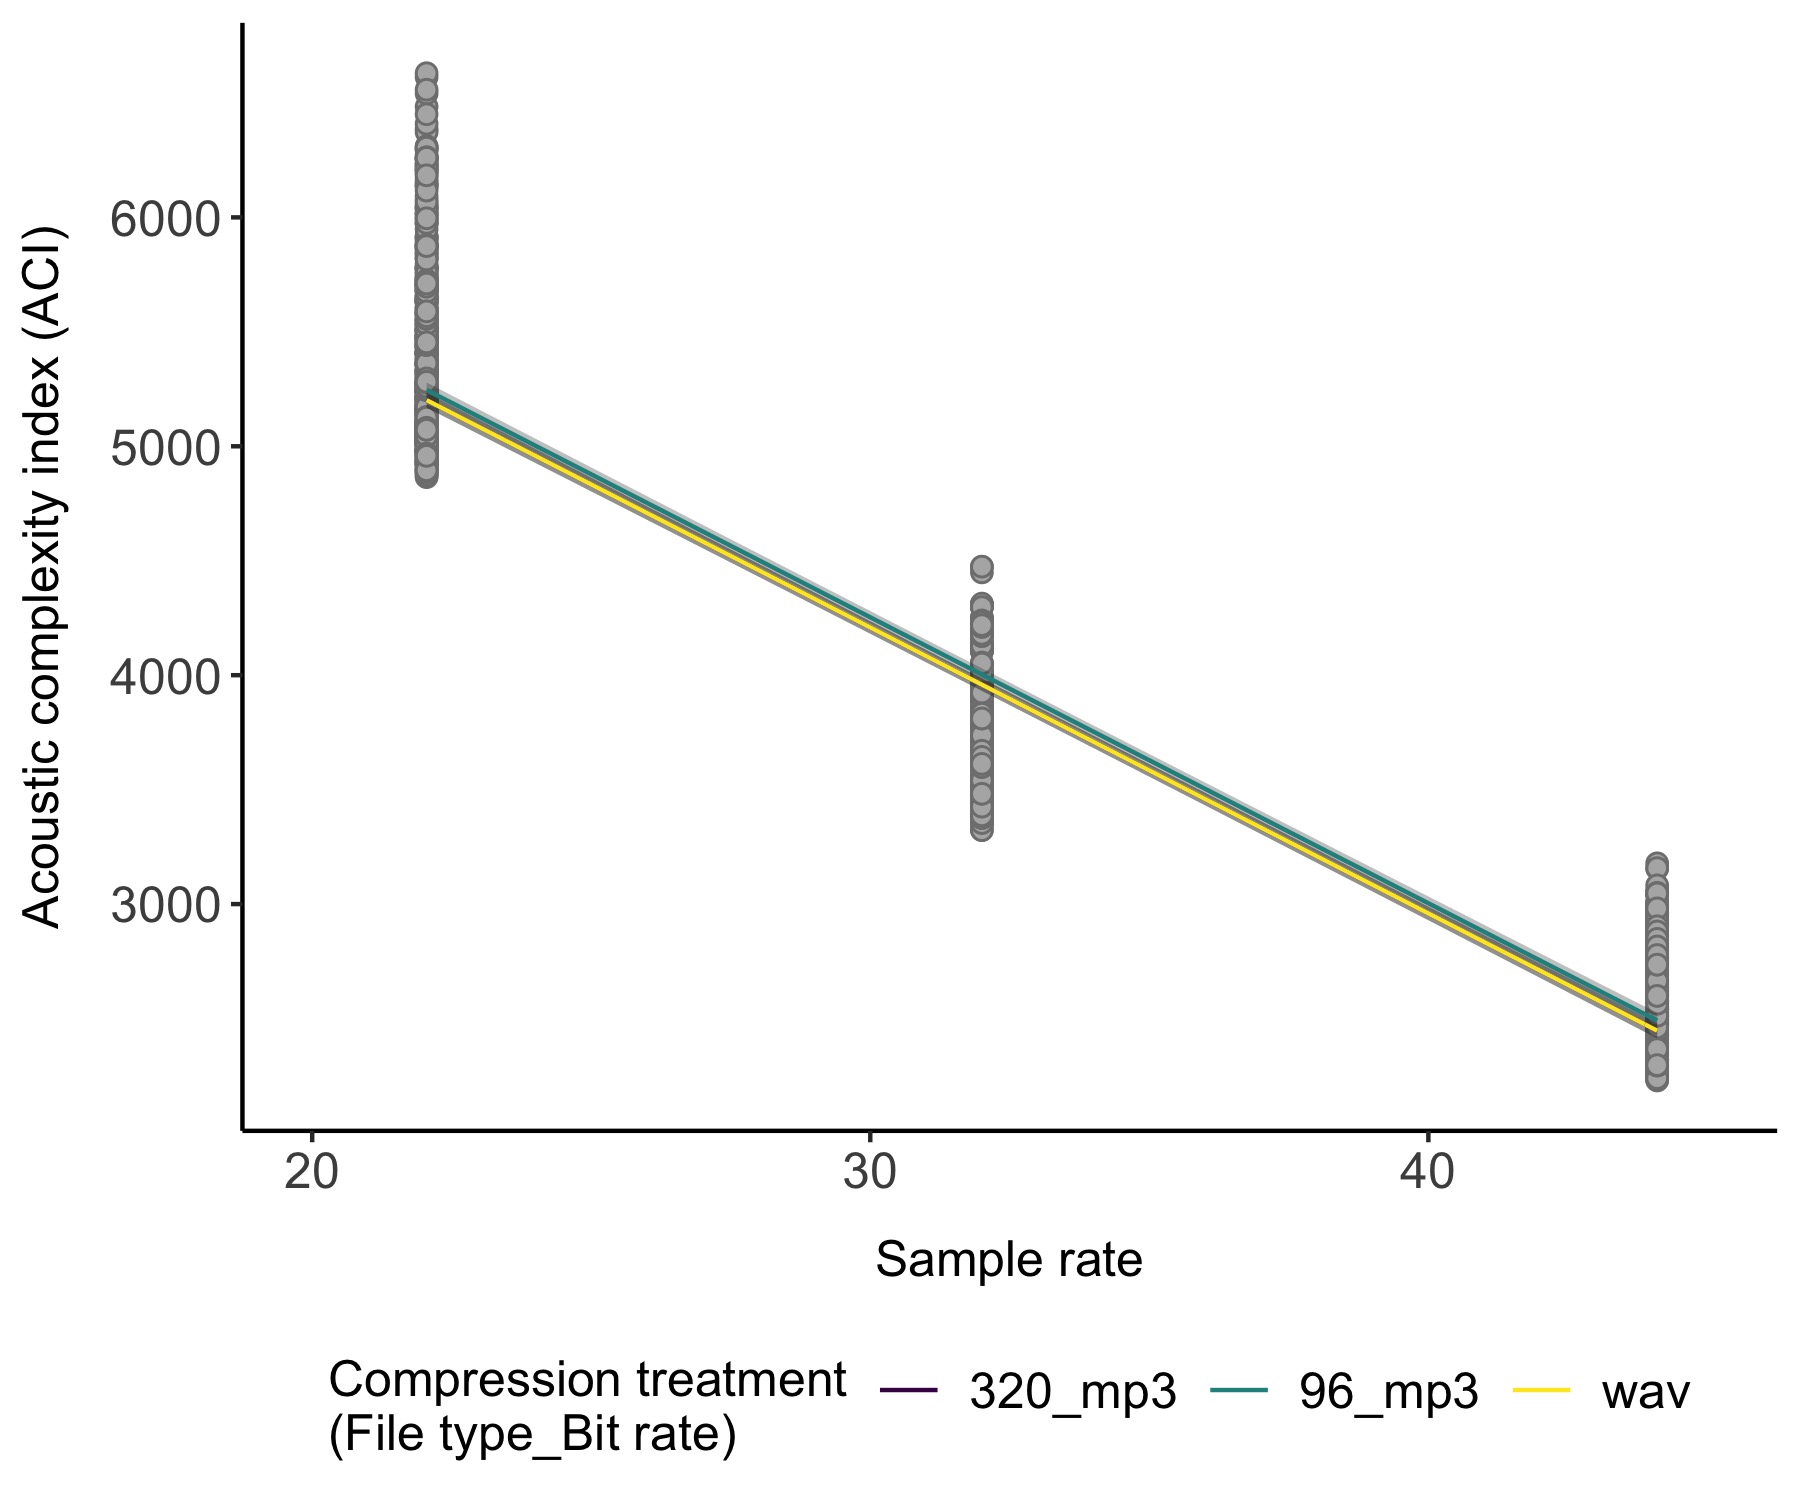 Acoustic complexity index (ACI)
6000
5000
4000
3000
20 30 40
Sample rate
Compression treatment
(File type_Bit rate)
320_mp3 96_mp3 wav